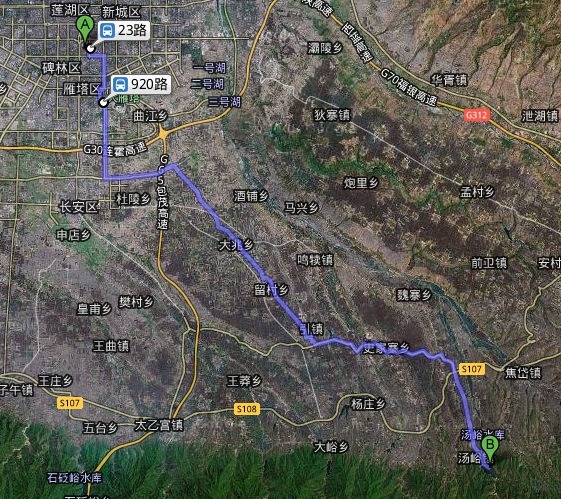 莲湖区
新城区
A
23路
碑林区
一号湖
灞陵乡
G70福银高速
华胥镇
雁塔区
920路
二号湖
三号湖
曲江乡
狄寨镇
G312
泄湖镇
G30连霍高速
炮里乡
孟村乡
杜陵乡
酒铺乡
马兴乡
包茂高速
长安区
申店乡
大兆乡
鸣犊镇
前卫镇
安村
留村乡
魏寨乡
皇甫乡
樊村乡
引镇
王曲镇
史家寨乡
S107
焦岱镇
子午镇
王庄乡
王莽乡
S107
S108
杨庄乡
五台乡
太乙宫镇
大峪乡
汤峪水库
B
汤峪
石砭峪水库